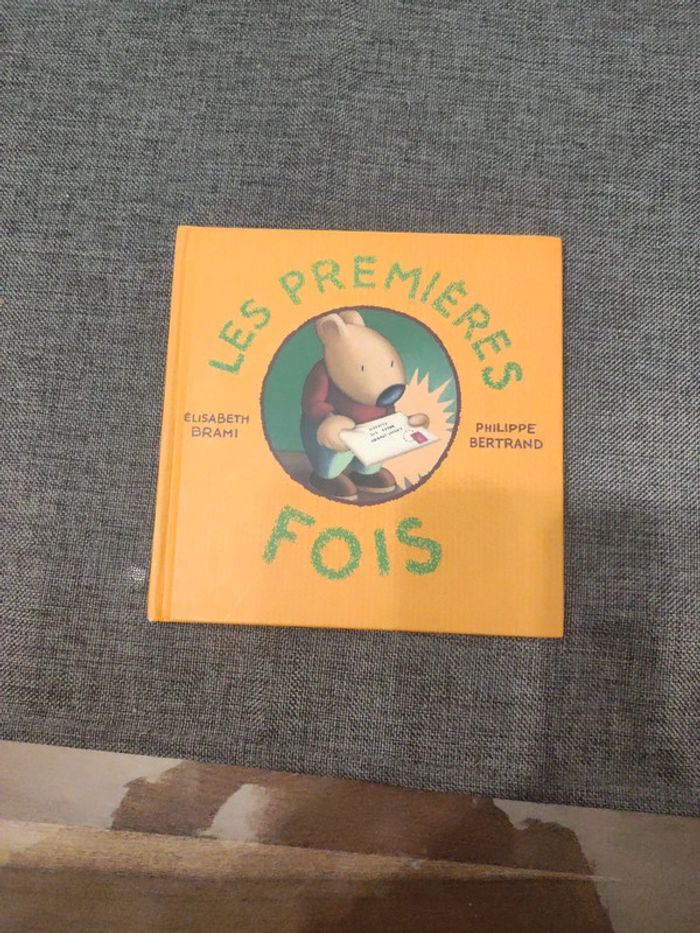 LES PREMIÈRES
ÉLISABETH
BRAMI
PHILIPPE
BERTRAND
FOIS